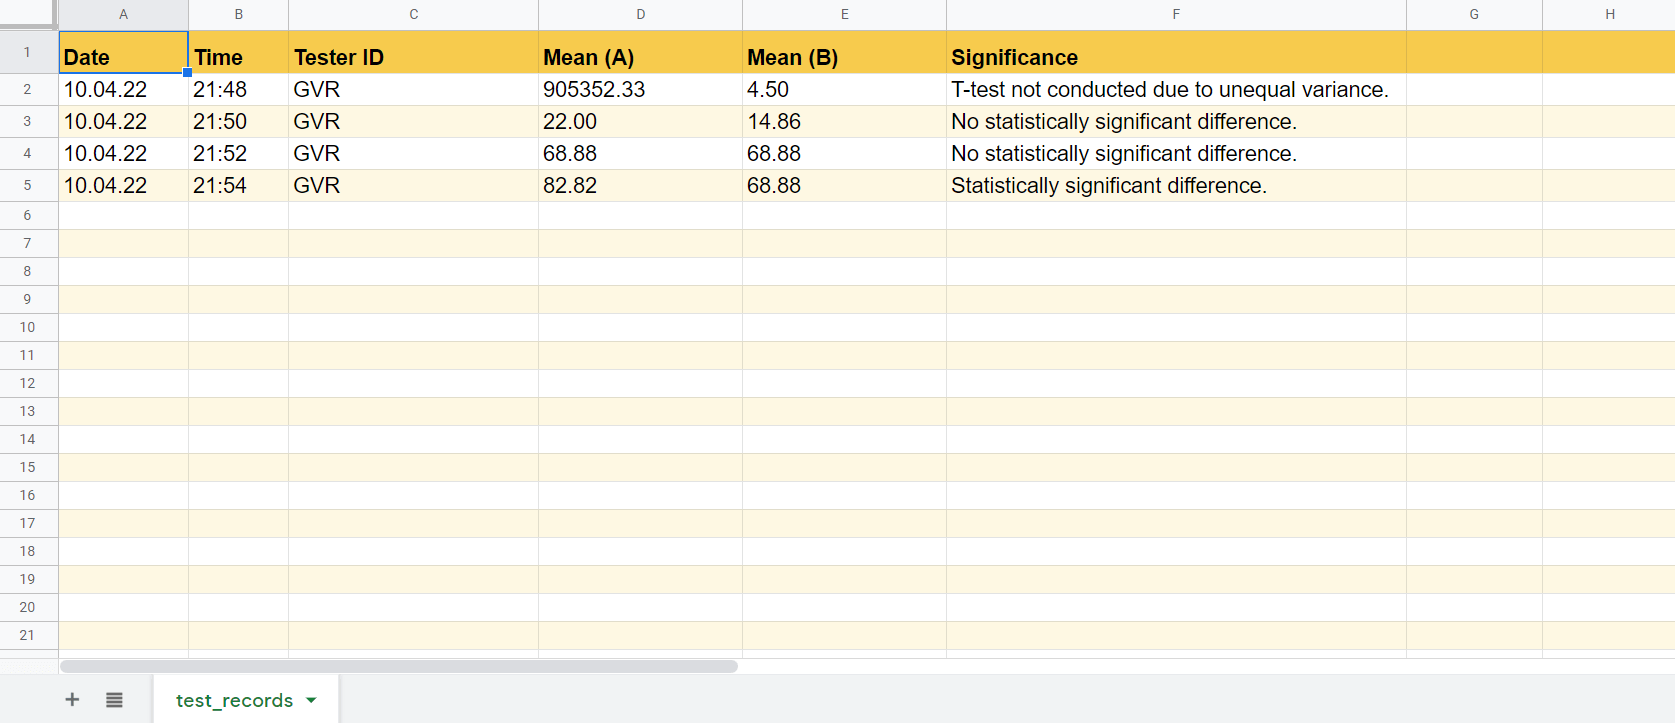 A B C D E F G H
1 Date Time Tester ID Mean (A) Mean (B) Significance
2 10.04.22 21:48 GVR 905352.33 4.50 T-test not conducted due to unequal variance.
3 10.04.22 21:50 GVR 22.00 14.86 No statistically significant difference.
4 10.04.22 21:52 GVR 68.88 68.88 No statistically significant difference.
5 10.04.22 21:54 GVR 82.82 68.88 Statistically significant difference.
6
7
8
9
10
11
12
13
14
15
16
17
18
19
20
21
test_records